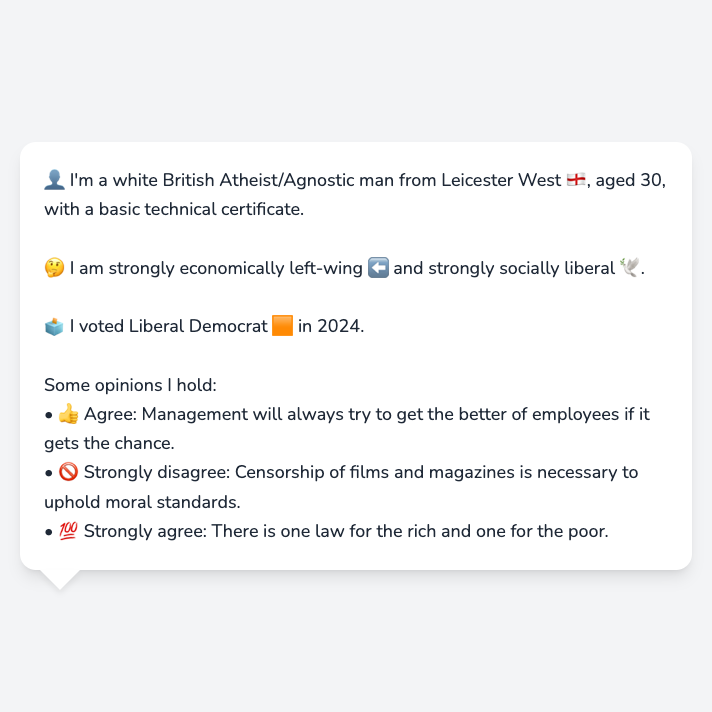 👤 I'm a white British Atheist/Agnostic man from Leicester West 🏴󠁧󠁢󠁥󠁮󠁧󠁿, aged 30,
with a basic technical certificate.
🤔 I am strongly economically left-wing ⬅️ and strongly socially liberal 🕊️.
🗳️ I voted Liberal Democrat 🟧 in 2024.
Some opinions I hold:
• 👍 Agree: Management will always try to get the better of employees if it
gets the chance.
• 🚫 Strongly disagree: Censorship of films and magazines is necessary to
uphold moral standards.
• 💯 Strongly agree: There is one law for the rich and one for the poor.